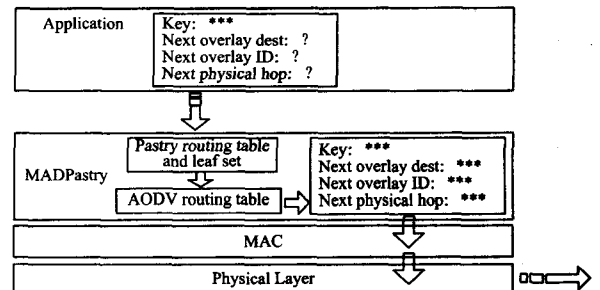 Application
Key: ***
Next overlay dest: ?
Next overlay ID: ?
Next physical hop: ?
MADPastry
Pastry routing table
and leaf set
AODV routing table
Key: ***
Next overlay dest: ***
Next overlay ID: ***
Next physical hop: ***
MAC
Physical Layer